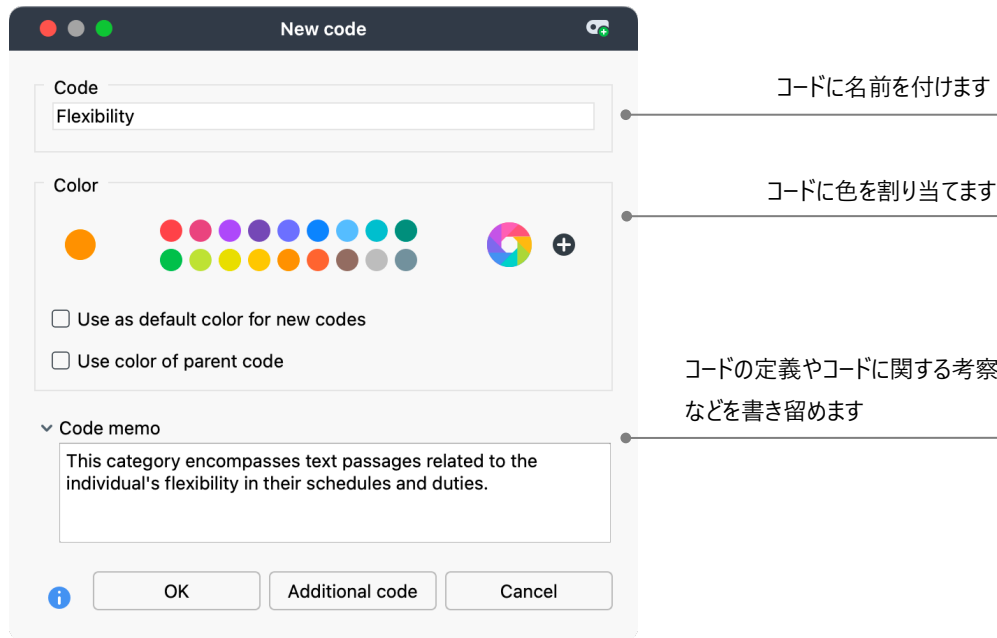 New code
Code
Flexibility
コードに名前を付けます
Color
コードに色を割り当てます
Use as default color for new codes
Use color of parent code
コードの定義やコードに関する考察
などを書き留めます
Code memo
This category encompasses text passages related to the
individual's flexibility in their schedules and duties.
OK
Additional code
Cancel